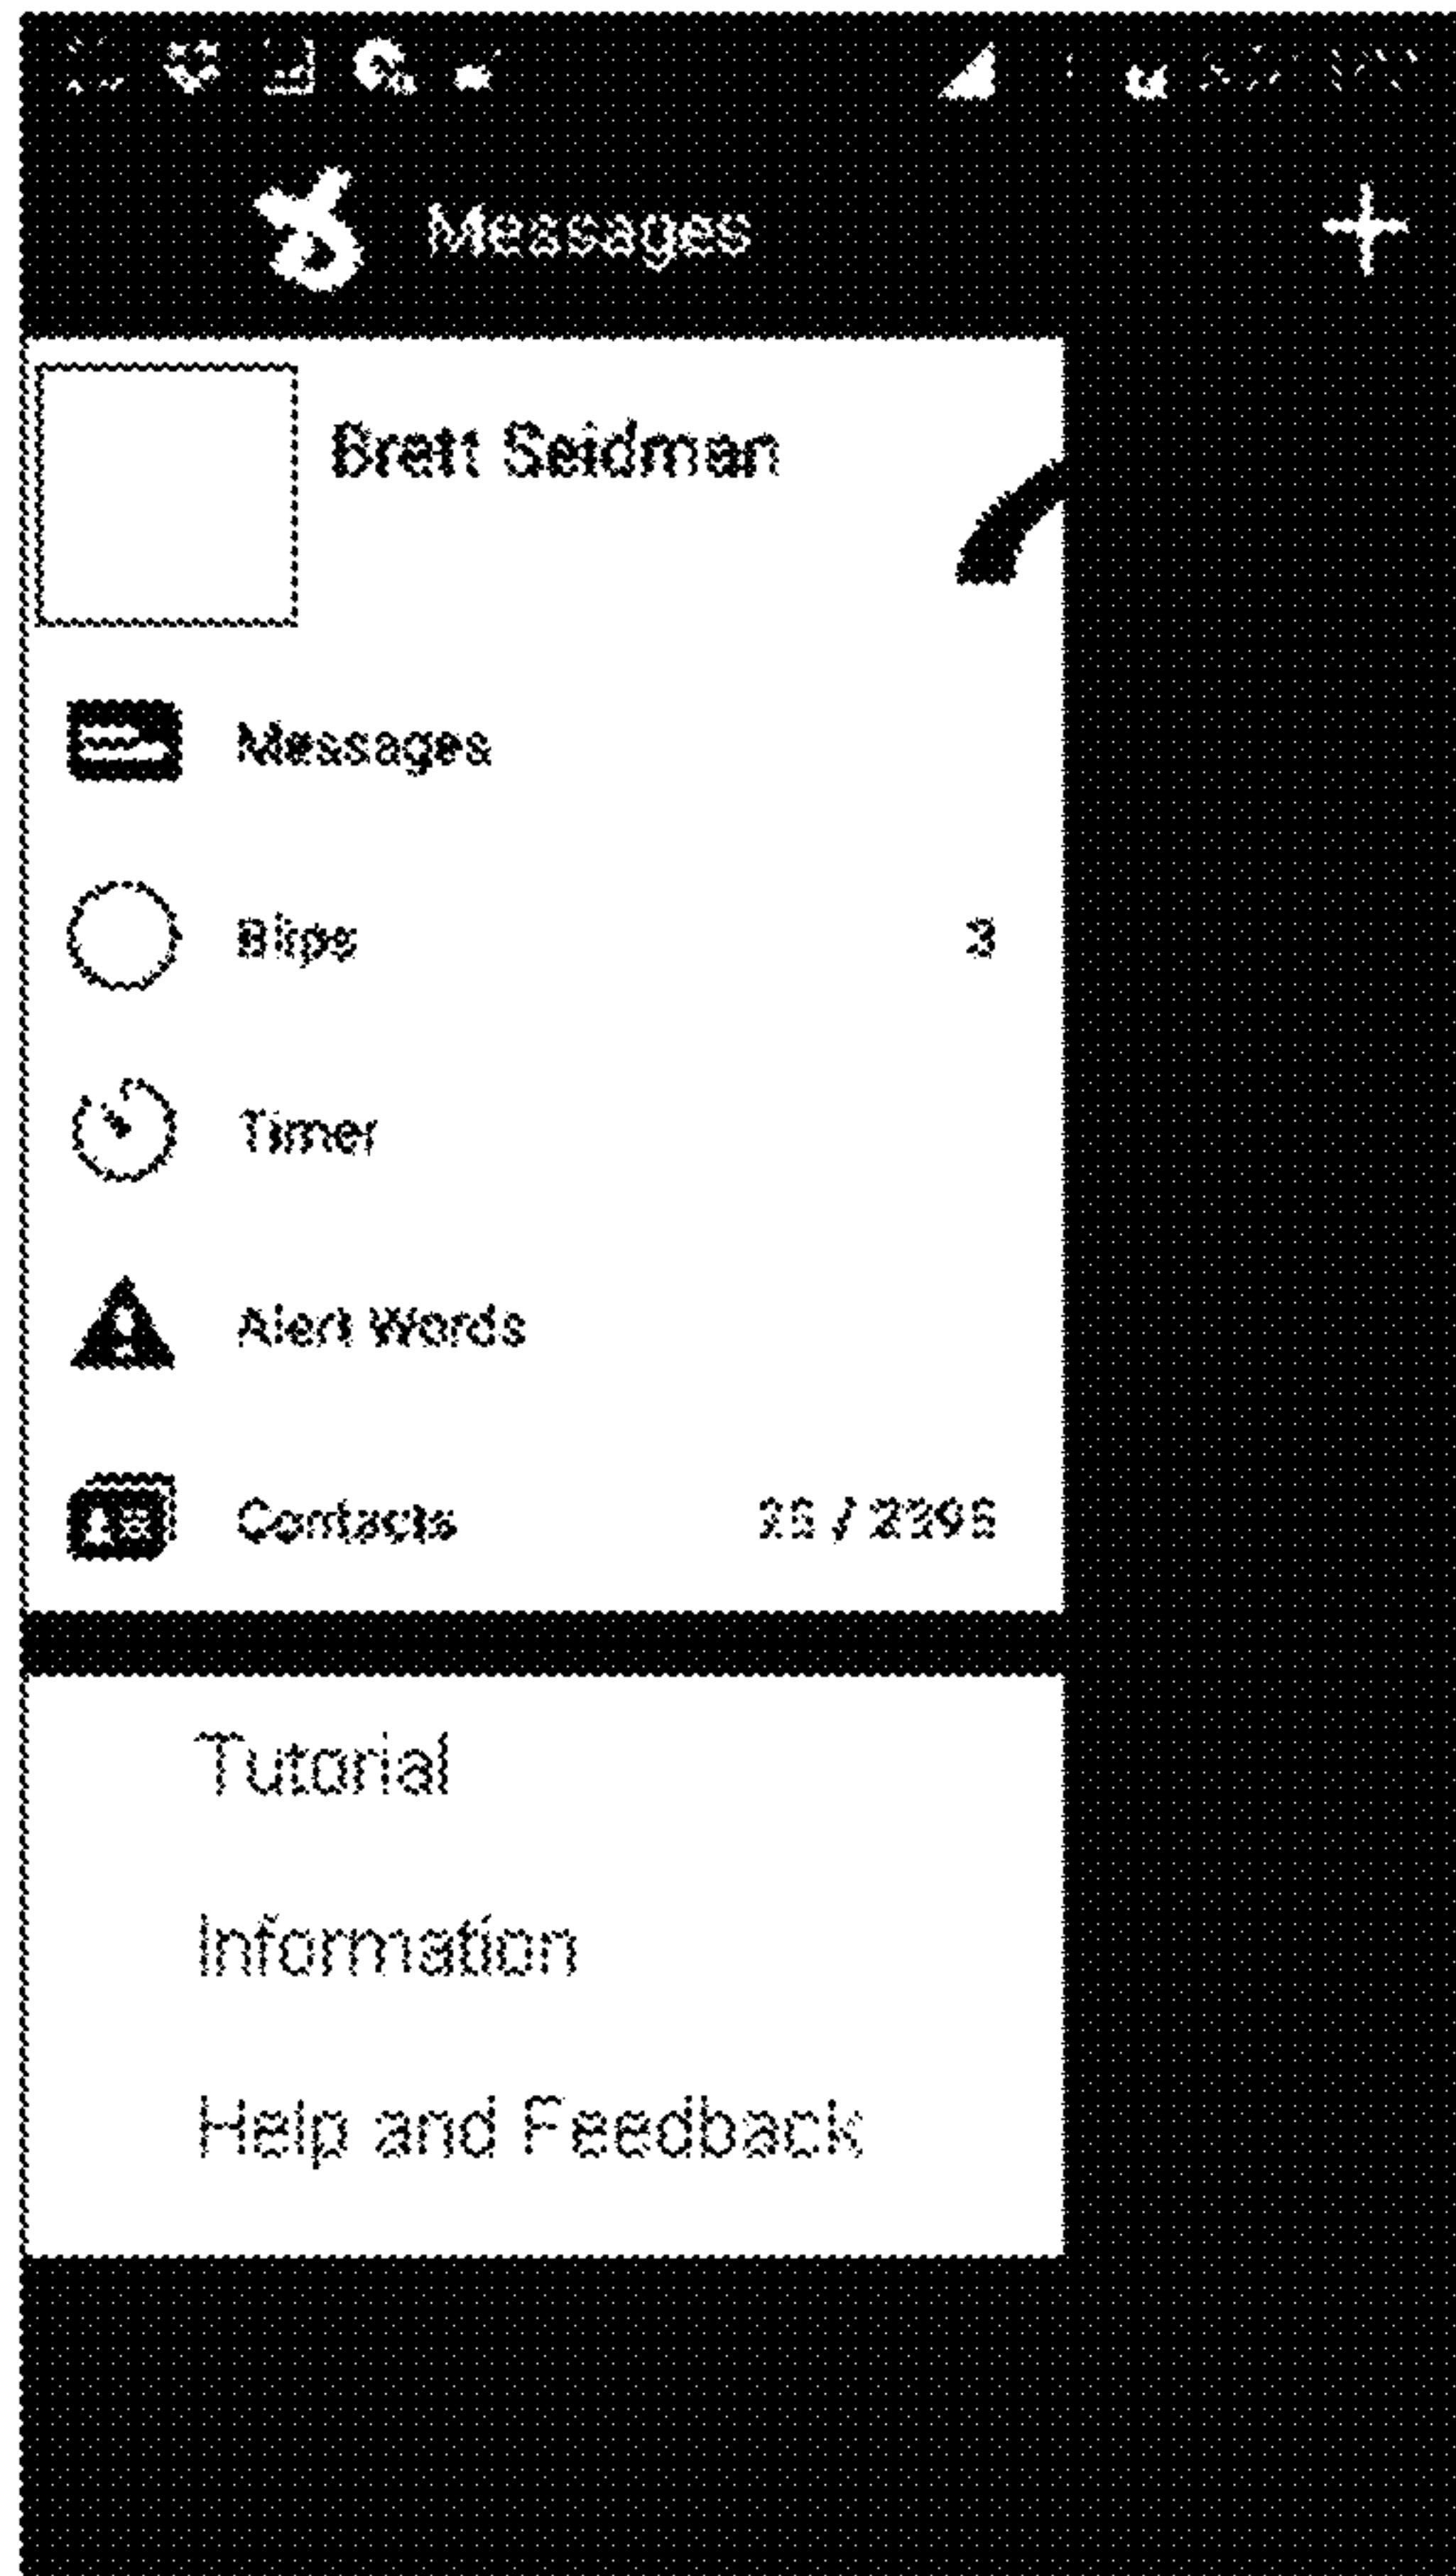 Messages
Brett Seidman
Messages
Blips 3
Timer
Alert Words
Contacts
Tutorial
Information
Help and Feedback